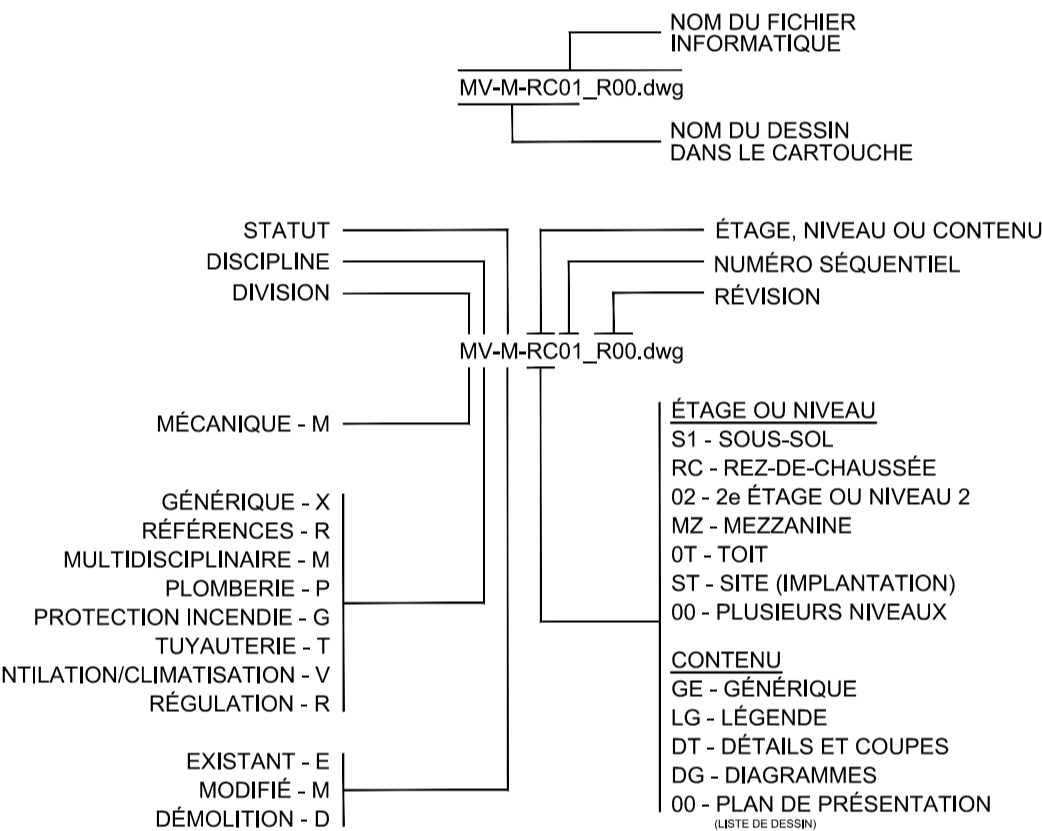 NOM DU FICHIER
INFORMATIQUE
MV-M-RC01_R00.dwg
NOM DU DESSIN
DANS LE CARTOUCHE
STATUT
DISCIPLINE
DIVISION
ÉTAGE, NIVEAU OU CONTENU
NUMÉRO SÉQUENTIEL
RÉVISION
MV-M-RC01_R00.dwg
MÉCANIQUE - M
GÉNÉRIQUE - X
RÉFÉRENCES - R
MULTIDISCIPLINAIRE - M
PLOMBERIE - P
PROTECTION INCENDIE - G
TUYAUTERIE - T
NTILATION/CLIMATISATION - V
RÉGULATION - R
EXISTANT - E
MODIFIÉ - M
DÉMOLITION - D
ÉTAGE OU NIVEAU
S1 - SOUS-SOL
RC - REZ-DE-CHAUSSÉE
02 - 2e ÉTAGE OU NIVEAU 2
MZ - MEZZANINE
0T - TOIT
ST - SITE (IMPLANTATION)
00 - PLUSIEURS NIVEAUX
CONTENU
GE - GÉNÉRIQUE
LG - LÉGENDE
DT - DÉTAILS ET COUPES
DG - DIAGRAMMES
00 - PLAN DE PRÉSENTATION
(LISTE DE DESSIN)